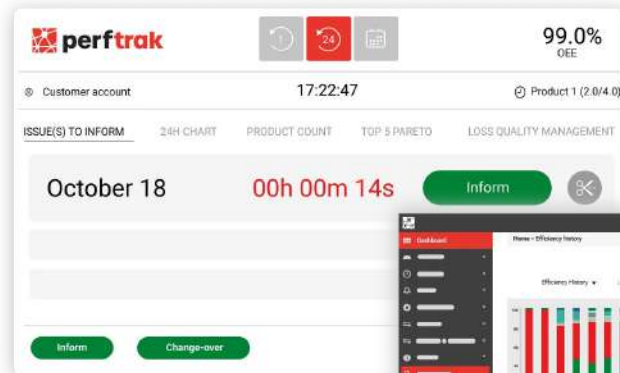 perftrak
1
24
99.0%
OEE
Customer account
17:22:47
Product 1 (2.0/4.0)
ISSUE(S) TO INFORM
24H CHART
PRODUCT COUNT
TOP 5 PARETO
LOSS QUALITY MANAGEMENT
October 18
00h 00m 14s
Inform
Dashboard
Home - Efficiency history
Efficiency History
Inform
Change-over